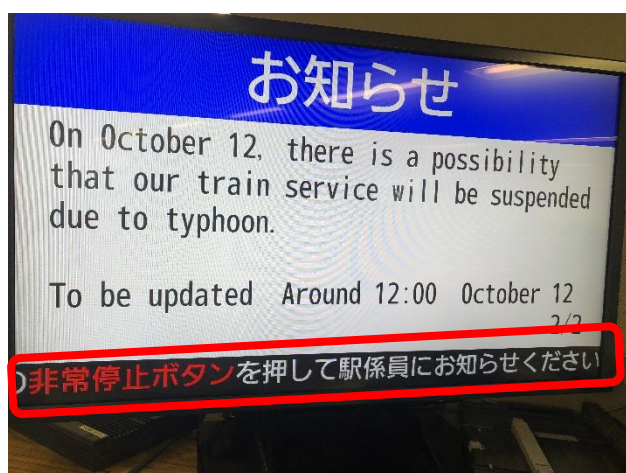 お知らせ
On October 12, there is a possibility
that our train service will be suspended
due to typhoon.
To be updated Around 12:00 October 12
2/2
非常停止ボタンを押して駅係員にお知らせください